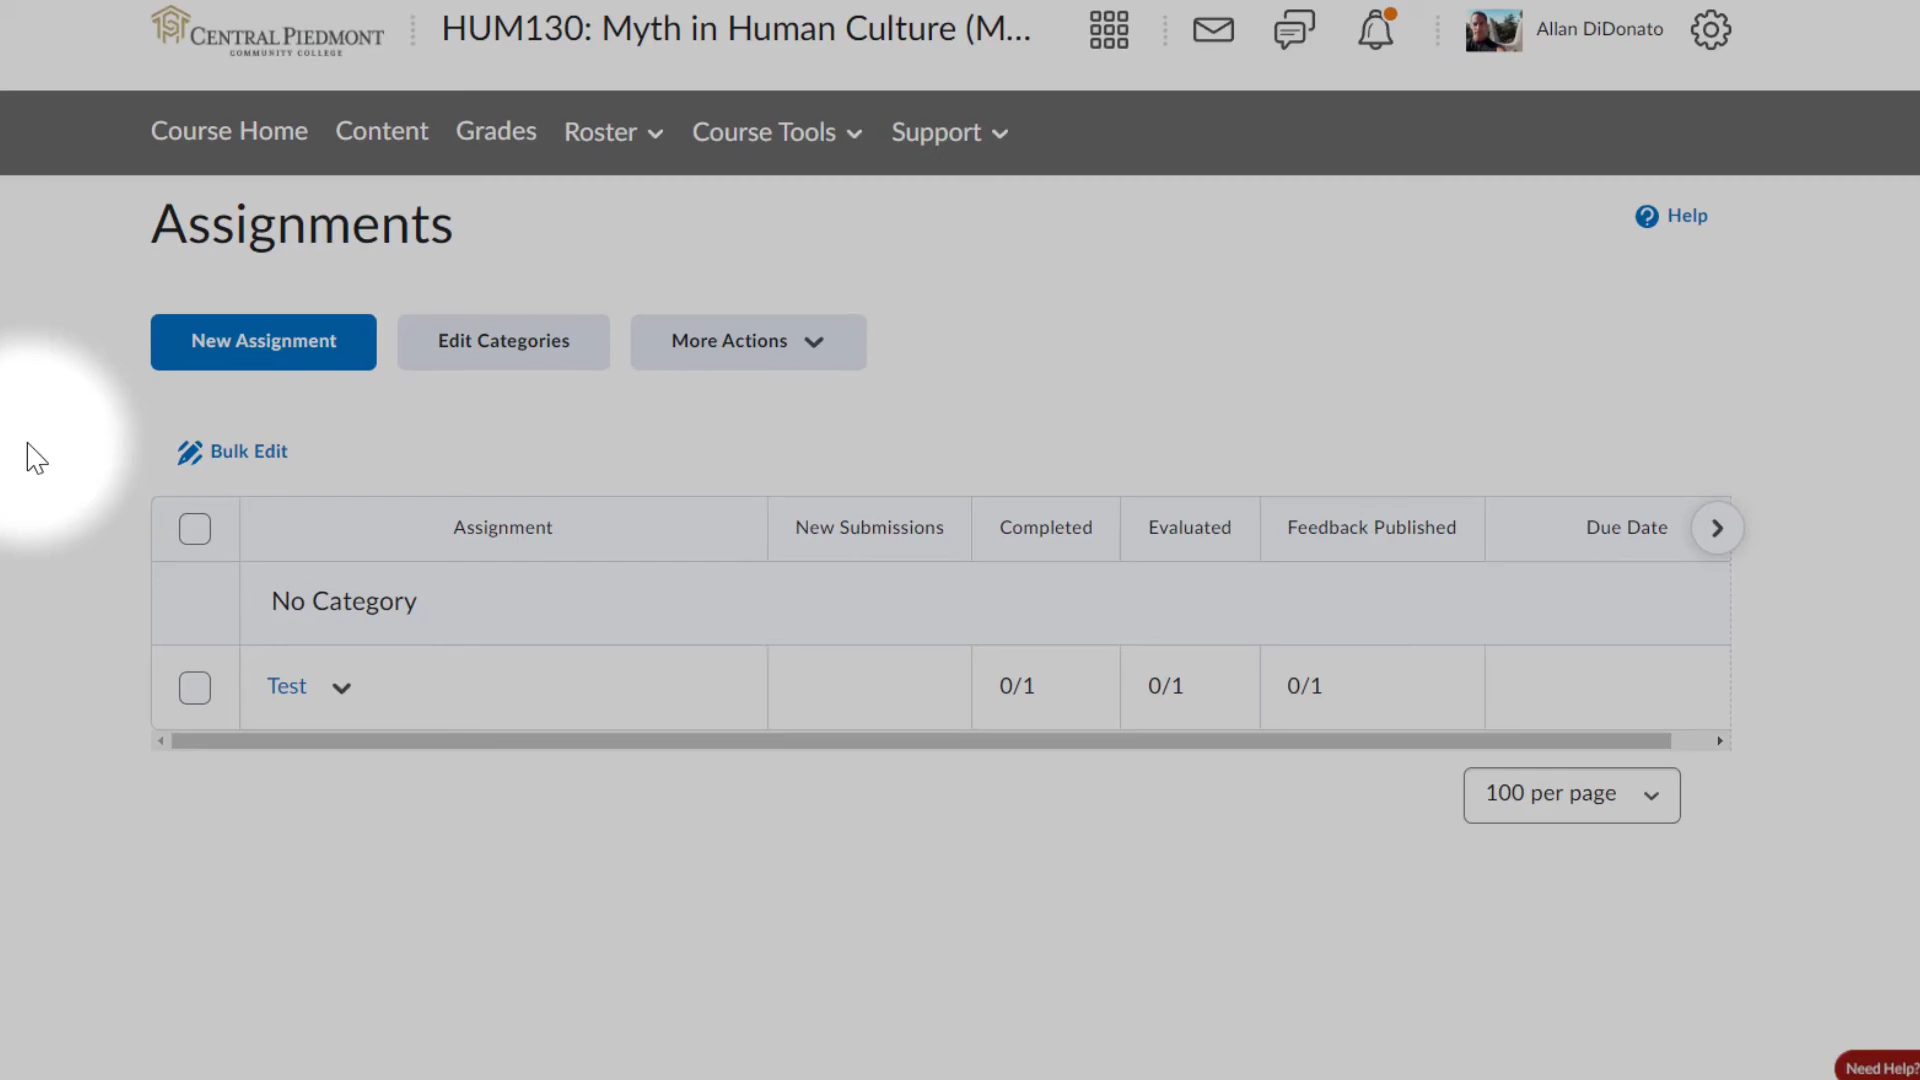 CENTRAL PIEDMONT
COMMUNITY COLLEGE
HUM130: Myth in Human Culture (M...
Allan DiDonato
Course Home Content Grades Roster Course Tools Support
Assignments
Help
New Assignment Edit Categories More Actions
Bulk Edit
Assignment New Submissions Completed Evaluated Feedback Published Due Date
No Category
Test 0/1 0/1 0/1
100 per page
Need Help?